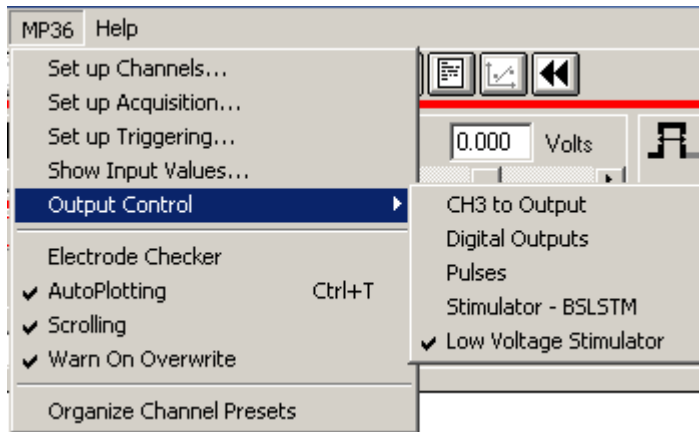 MP36 Help
Set up Channels...
Set up Acquisition...
Set up Triggering...
Show Input Values...
Output Control
Electrode Checker
AutoPlotting Ctrl+T
Scrolling
Warn On Overwrite
Organize Channel Presets
0.000 Volts
CH3 to Output
Digital Outputs
Pulses
Stimulator - BSLSTM
Low Voltage Stimulator